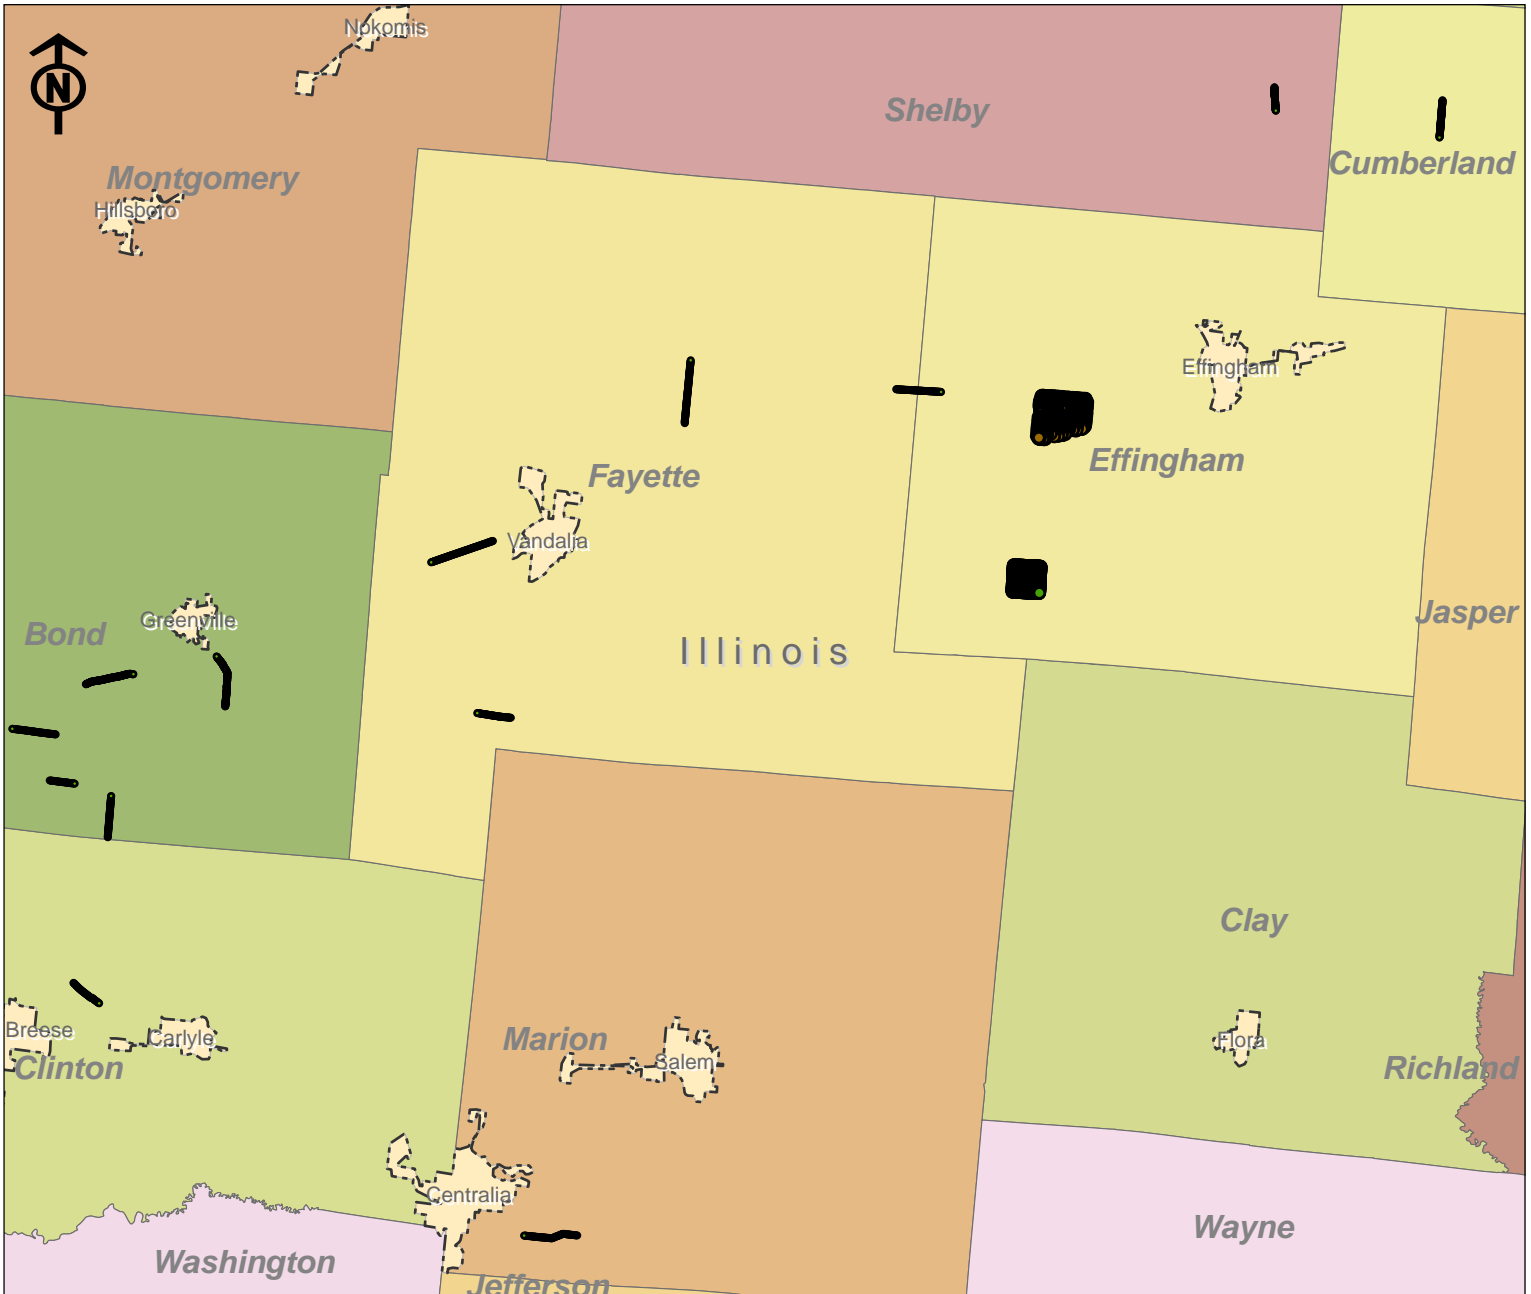 Nokomis
N
Shelby
Cumberland
Montgomery
Hillsboro
Effingham
Effingham
Fayette
Vandalia
Jasper
Greenville
Bond
Illinois
Clay
Breese
Carlyle
Marion
Salem
Flora
Clinton
Richland
Centralia
Wayne
Washington
Jefferson